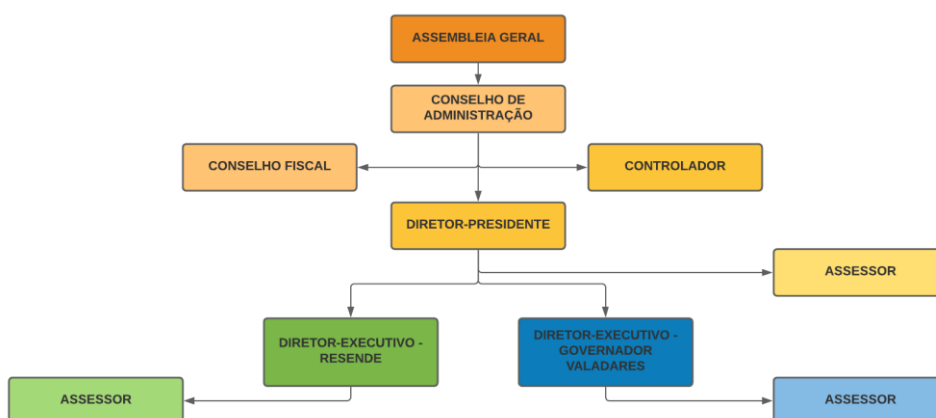 ASSEMBLEIA GERAL
CONSELHO DE
ADMINISTRAÇÃO
CONSELHO FISCAL
CONTROLADOR
DIRETOR-PRESIDENTE
ASSESSOR
DIRETOR-EXECUTIVO -
RESENDE
DIRETOR-EXECUTIVO -
GOVERNADOR
VALADARES
ASSESSOR
ASSESSOR